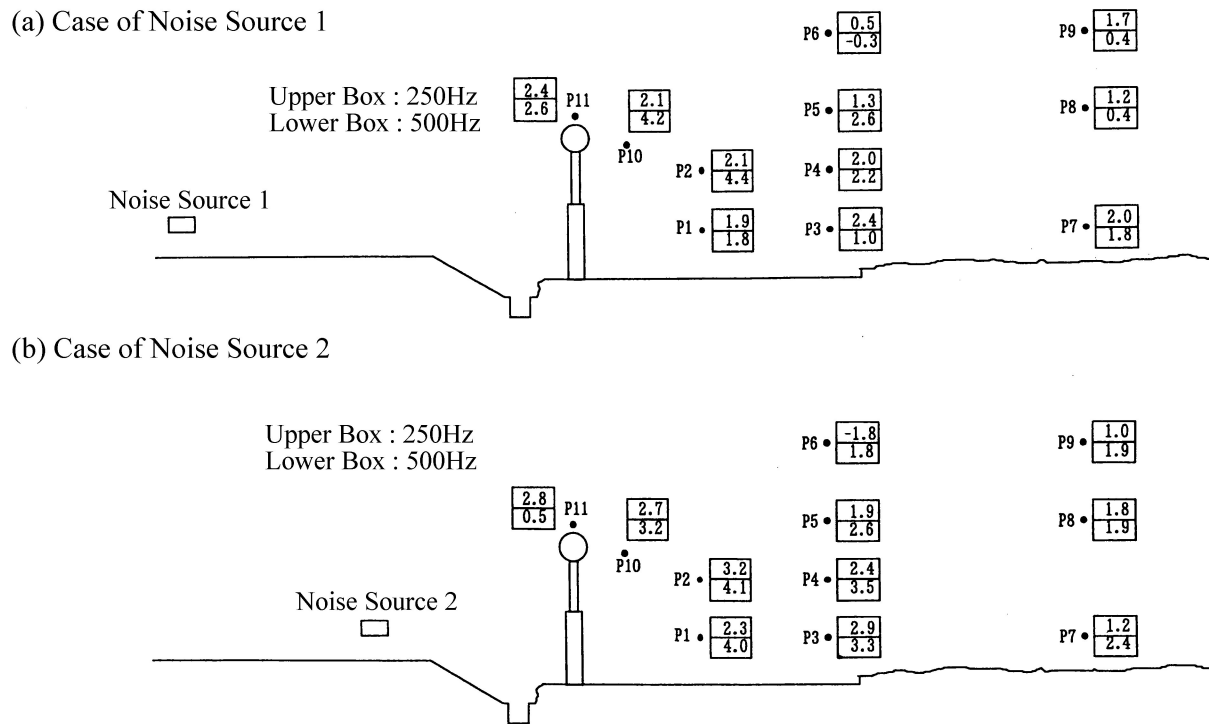 (a) Case of Noise Source 1
P6 0.5
-0.3
P9 1.7
0.4
Upper Box : 250Hz
Lower Box : 500Hz
2.4
2.6
P11
2.1
4.2
P10
P5 1.3
2.6
P8 1.2
0.4
P2 2.1
4.4
P4 2.0
2.2
Noise Source 1
P1 1.9
1.8
P3 2.4
1.0
P7 2.0
1.8
(b) Case of Noise Source 2
Upper Box : 250Hz
Lower Box : 500Hz
P6 -1.8
1.8
P9 1.0
1.9
2.8
0.5
P11
2.7
3.2
P10
P5 1.9
2.6
P8 1.8
1.9
P2 3.2
4.1
P4 2.4
3.5
Noise Source 2
P1 2.3
4.0
P3 2.9
3.3
P7 1.2
2.4